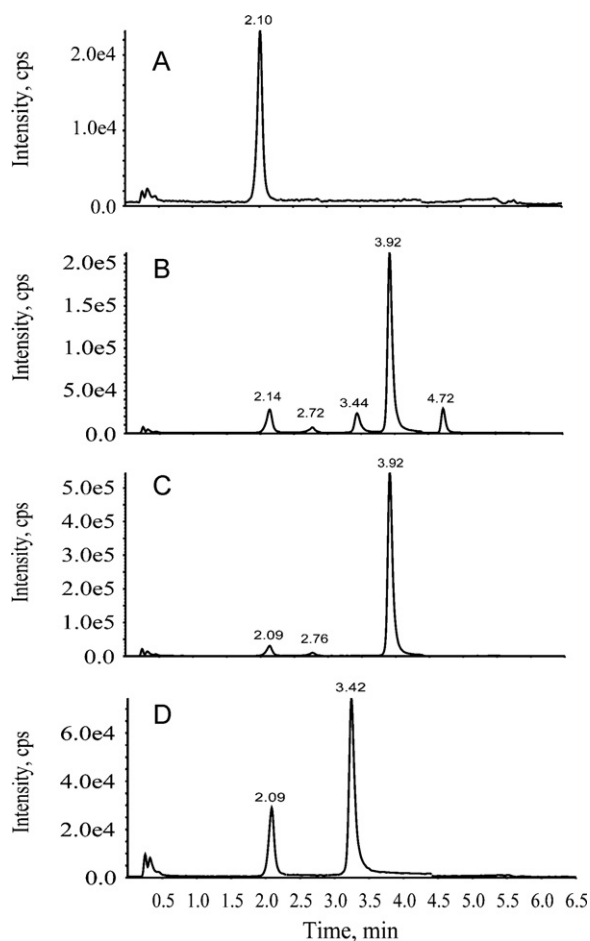 2.10
A
2.0e4
1.0e4
0.0
Intensity, cps
3.92
B
2.0e5
1.5e5
1.0e5
5.0e4
0.0
2.14
2.72
3.44
4.72
Intensity, cps
3.92
C
5.0e5
4.0e5
3.0e5
2.0e5
1.0e5
0.0
2.09
2.76
Intensity, cps
3.42
D
6.0e4
4.0e4
2.0e4
0.0
2.09
Intensity, cps
0.5 1.0 1.5 2.0 2.5 3.0 3.5 4.0 4.5 5.0 5.5 6.0 6.5
Time, min